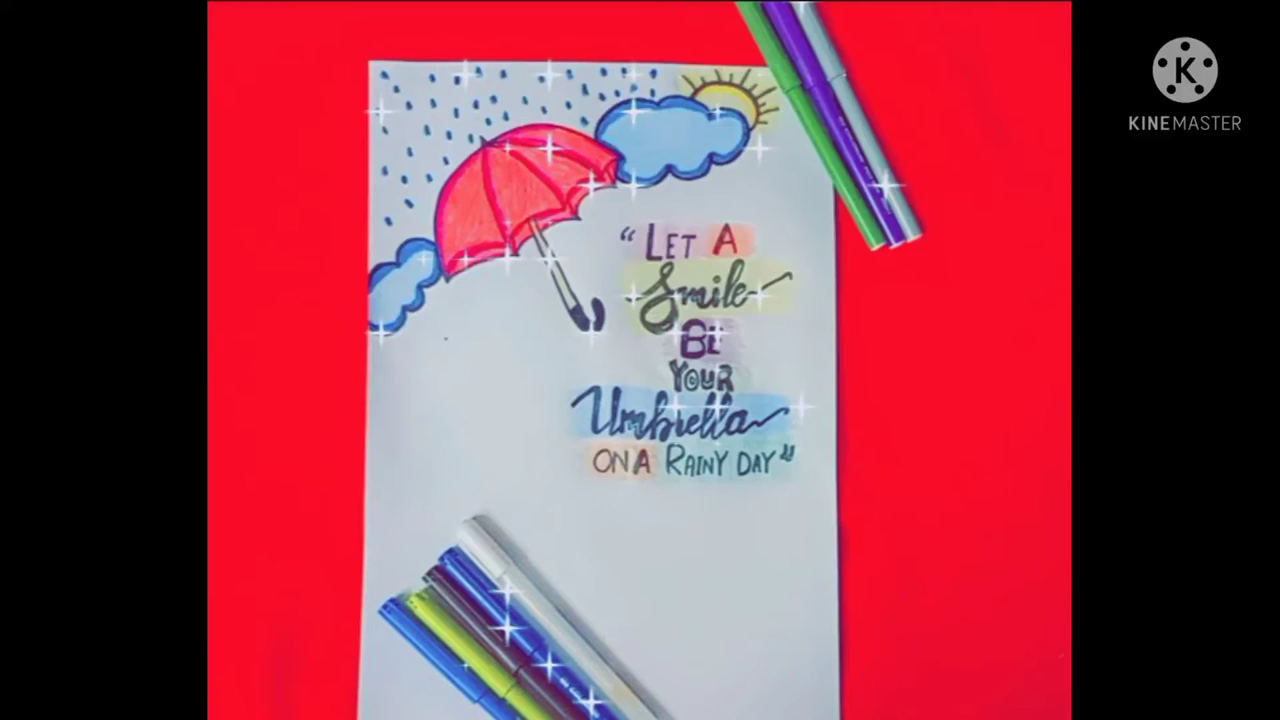 KINEMASTER
“LET A
Smile
BE
YOUR
Umbrella
ON A RAINY DAY”